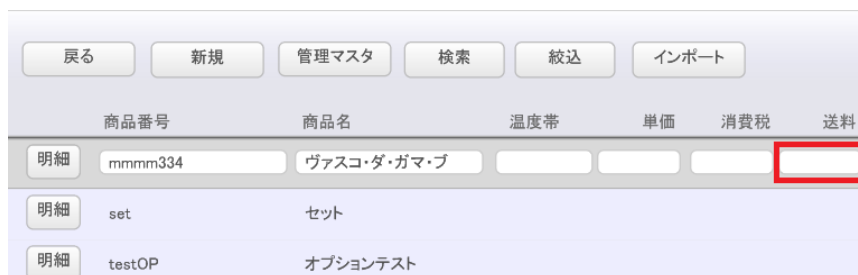 戻る 新規 管理マスタ 検索 絞込 インポート
商品番号 商品名 温度帯 単価 消費税 送料
明細 mmmm334 ヴァスコ・ダ・ガマ・ブ
明細 set セット
明細 testOP オプションテスト